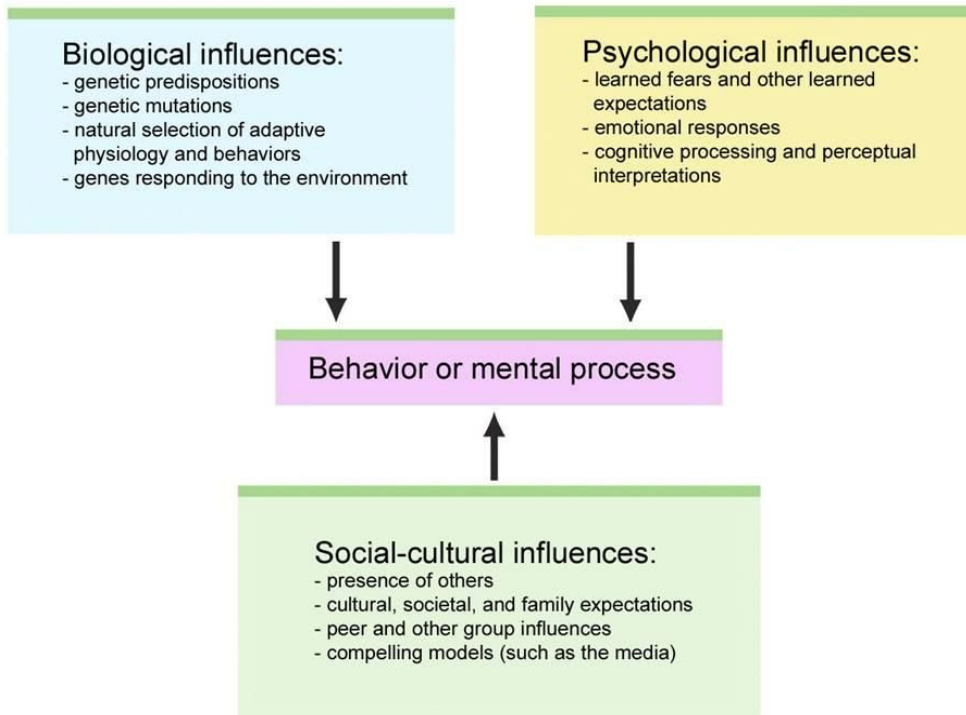 Biological influences:
- genetic predispositions
- genetic mutations
- natural selection of adaptive
physiology and behaviors
- genes responding to the environment
Psychological influences:
- learned fears and other learned
expectations
- emotional responses
- cognitive processing and perceptual
interpretations
Behavior or mental process
Social-cultural influences:
- presence of others
- cultural, societal, and family expectations
- peer and other group influences
- compelling models (such as the media)